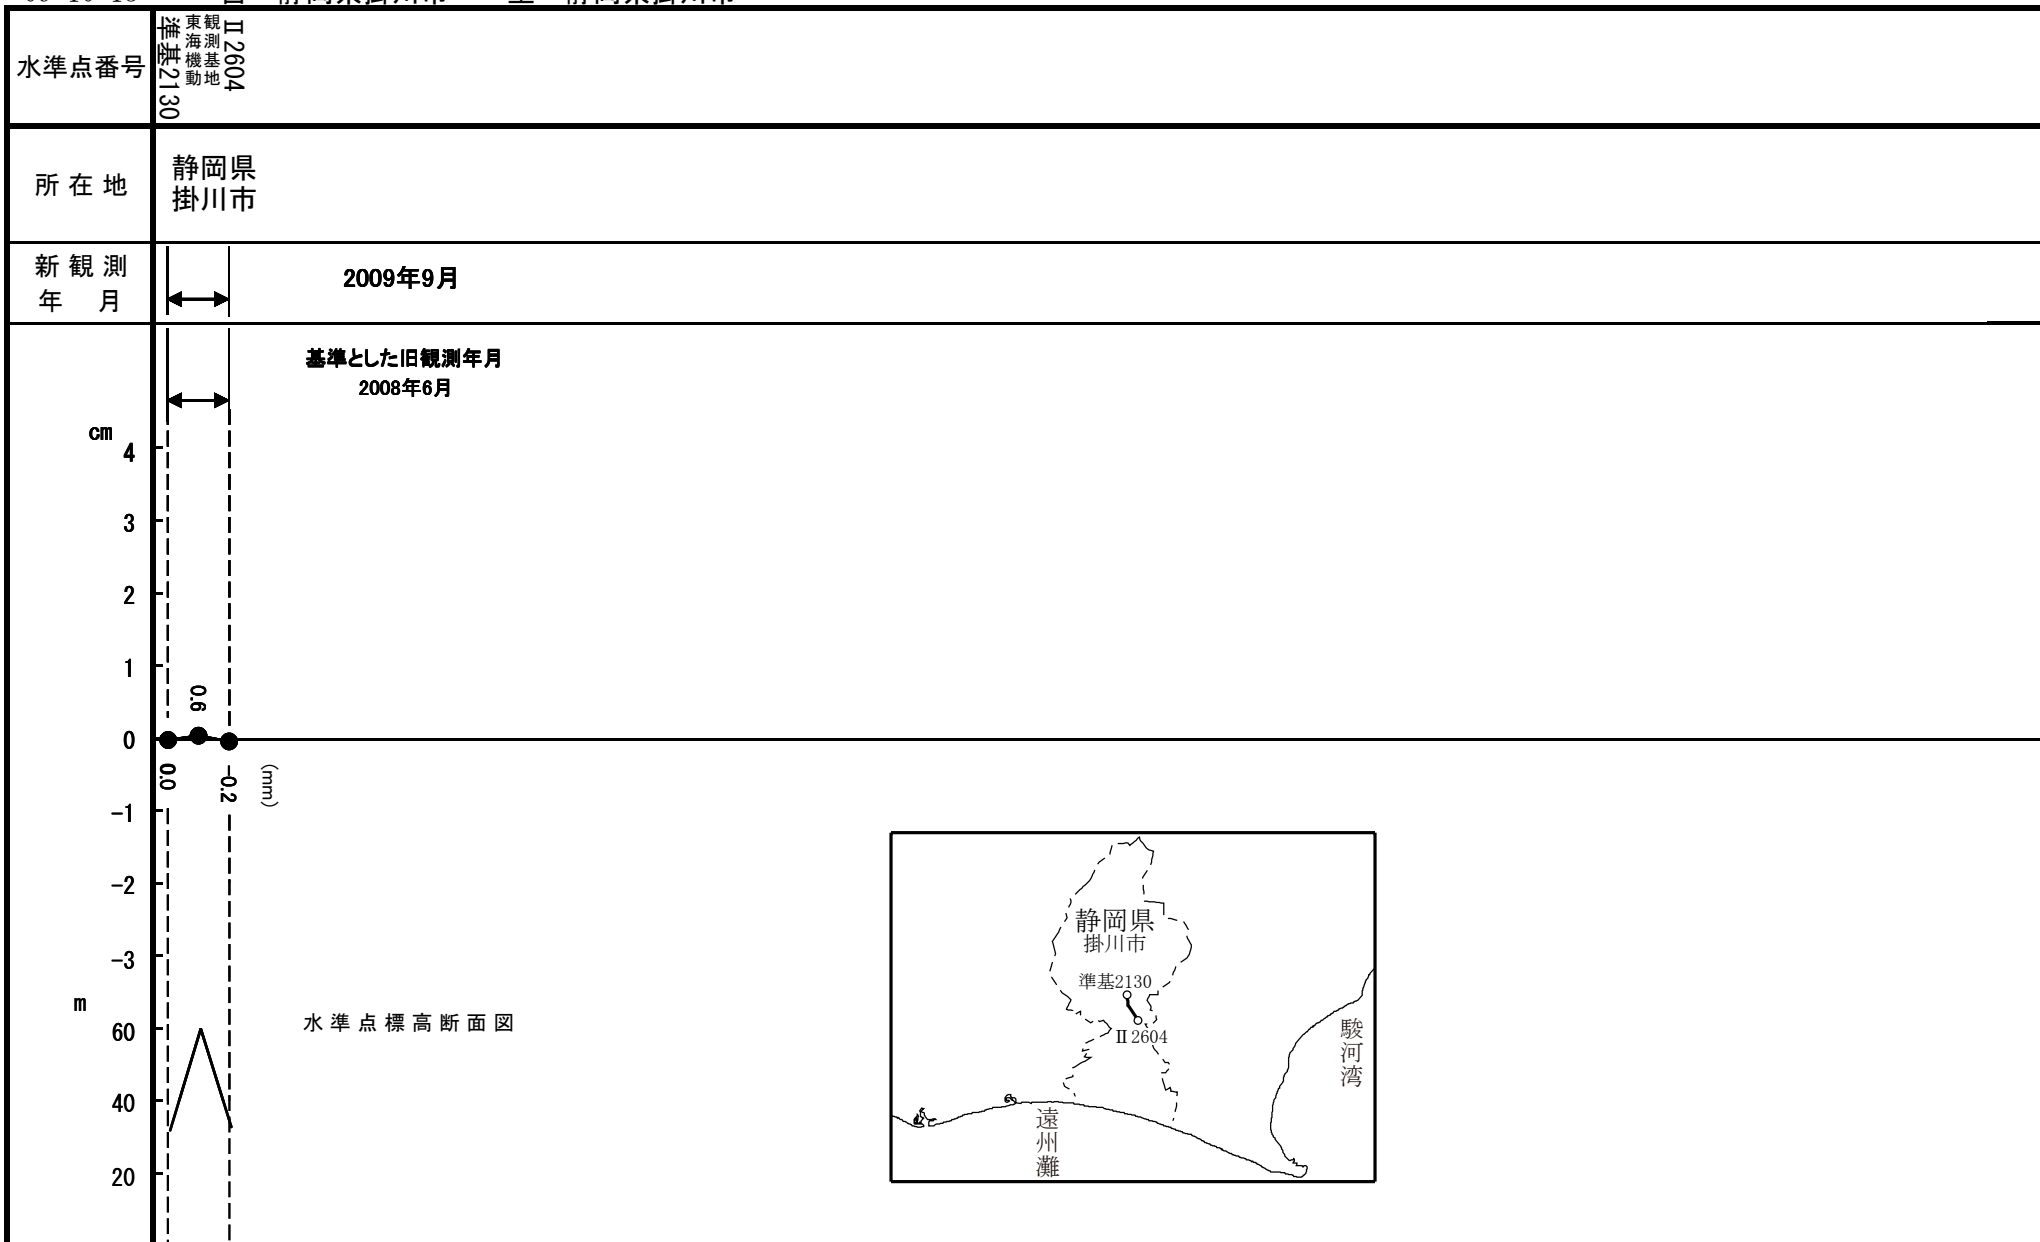 水準点番号
準基2130
東海機動
観測基地
Ⅱ2604
所在地
静岡県
掛川市
新観測
年 月
2009年9月
基準とした旧観測年月
2008年6月
cm
4
3
2
1
0
-1
-2
-3
0.6
0.0
-0.2
(mm)
m
60
40
20
水準点標高断面図
静岡県
掛川市
準基2130
Ⅱ2604
駿河湾
遠州灘